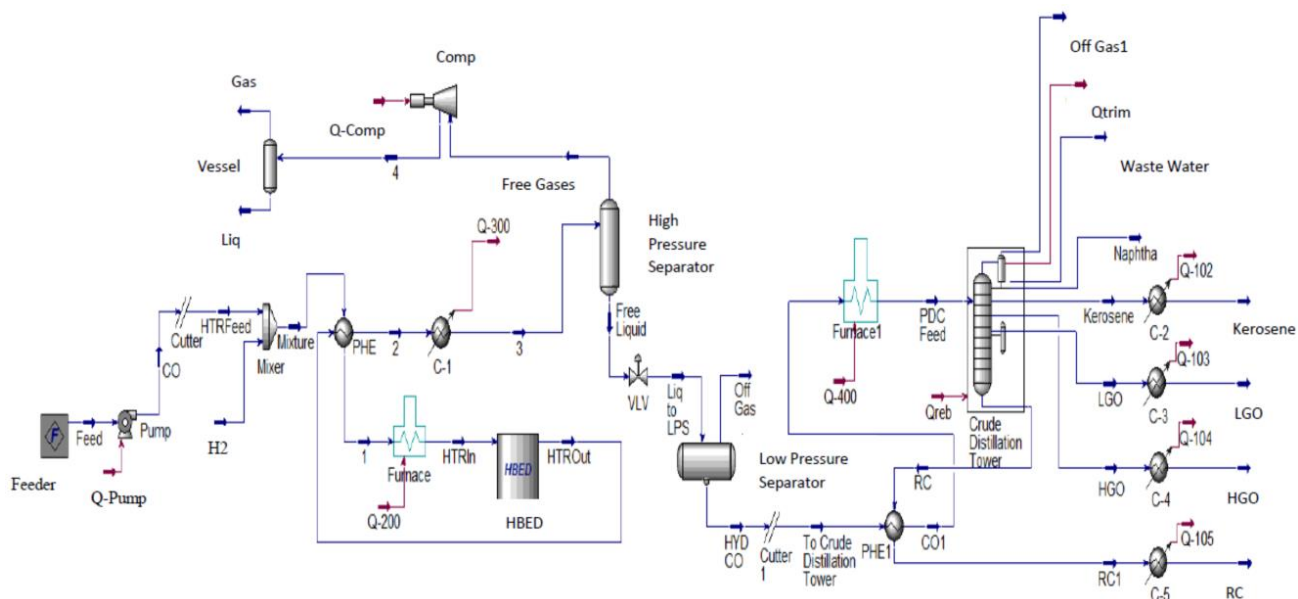 Comp
Off Gas1
Gas
Qtrim
Q-Comp
Vessel
4
Waste Water
Free Gases
Liq
Q-300
High
Pressure
Separator
Naphtha
Q-102
Kerosene
C-2
Kerosene
Cutter
HTRFeed
Mixture
Mixer
CO
PHE
2
C-1
3
Free
Liquid
Furnace1
PDC
Feed
Q-103
LGO
C-3
LGO
VLV
Liq
to
LPS
Off
Gas
Q-400
Qreb
Crude
Distillation
Tower
Q-104
HGO
C-4
HGO
F
Feed
Pump
H2
Feeder
Q-Pump
1
Furnace
HTRIn
HBED
HTROut
Q-200
HBED
Low Pressure
Separator
RC
HYD
CO
Cutter
1
To Crude
Distillation
Tower
PHE1
CO1
Q-105
RC1
C-5
RC